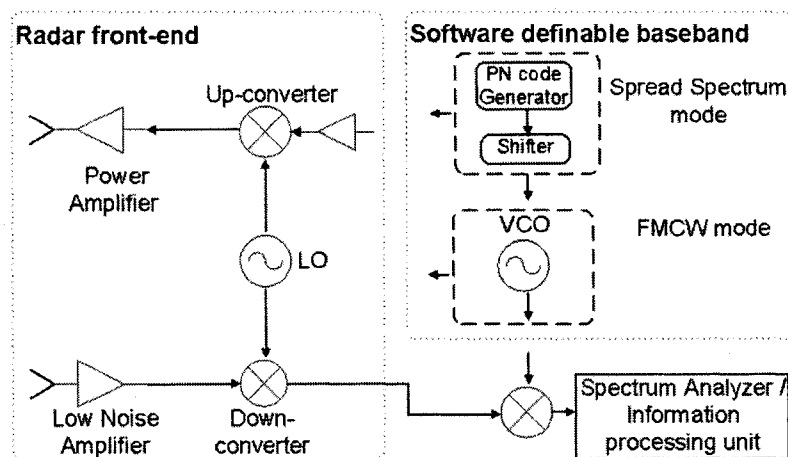 Radar front-end
Up-converter
Power
Amplifier
LO
Low Noise
Amplifier
Down-
converter
Software definable baseband
PN code
Generator
Shifter
Spread Spectrum
mode
VCO
FMCW mode
Spectrum Analyzer /
Information
processing unit